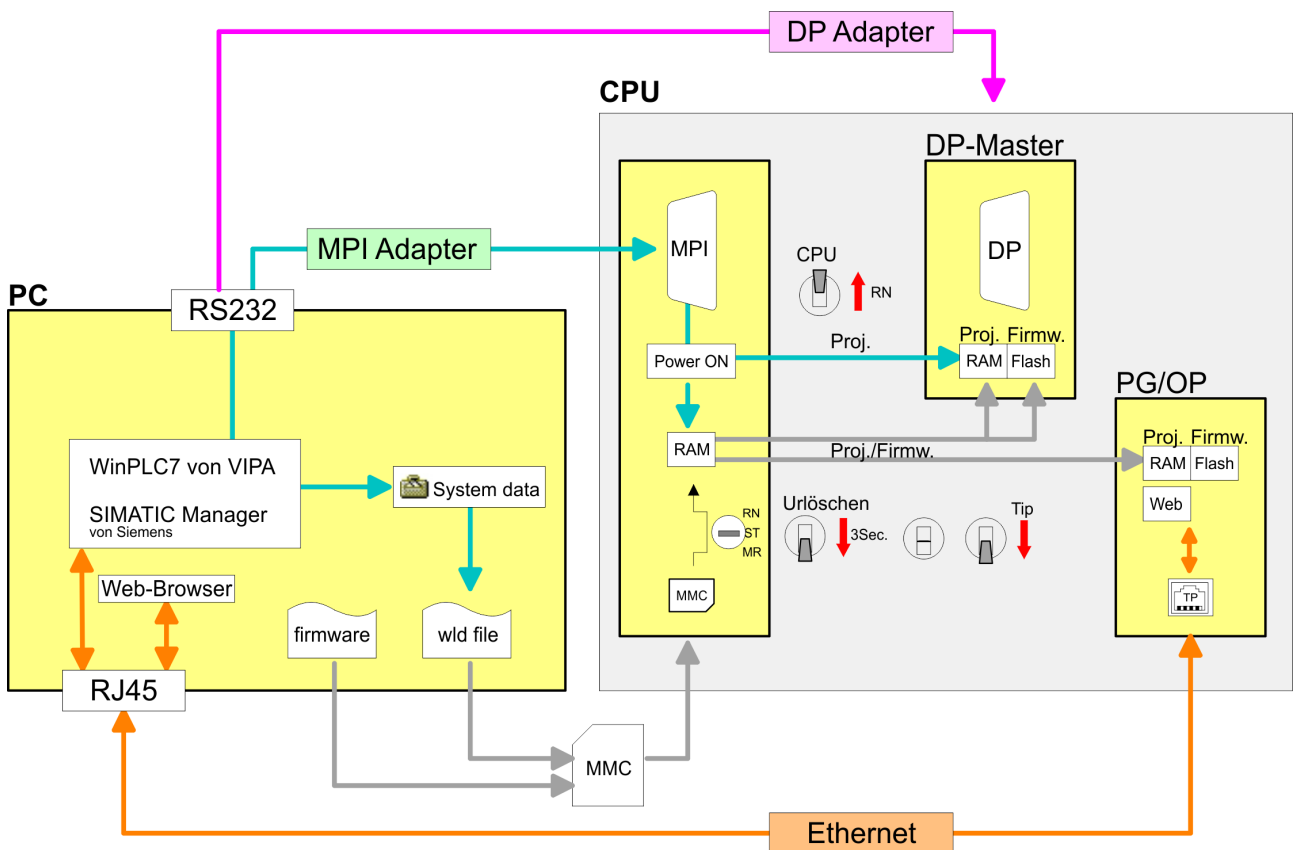 DP Adapter
CPU
DP-Master
MPI Adapter
MPI
CPU
RN
DP
PC
RS232
Proj.
Proj. Firmw.
Power ON
RAM
Flash
PG/OP
RAM
Proj./Firmw.
Proj. Firmw.
RAM
Flash
WinPLC7 von VIPA
SIMATIC Manager
von Siemens
System data
Web
RN
ST
MR
Urlöschen
3Sec.
Tip
Web-Browser
MMC
TP
firmware
wld file
RJ45
MMC
Ethernet